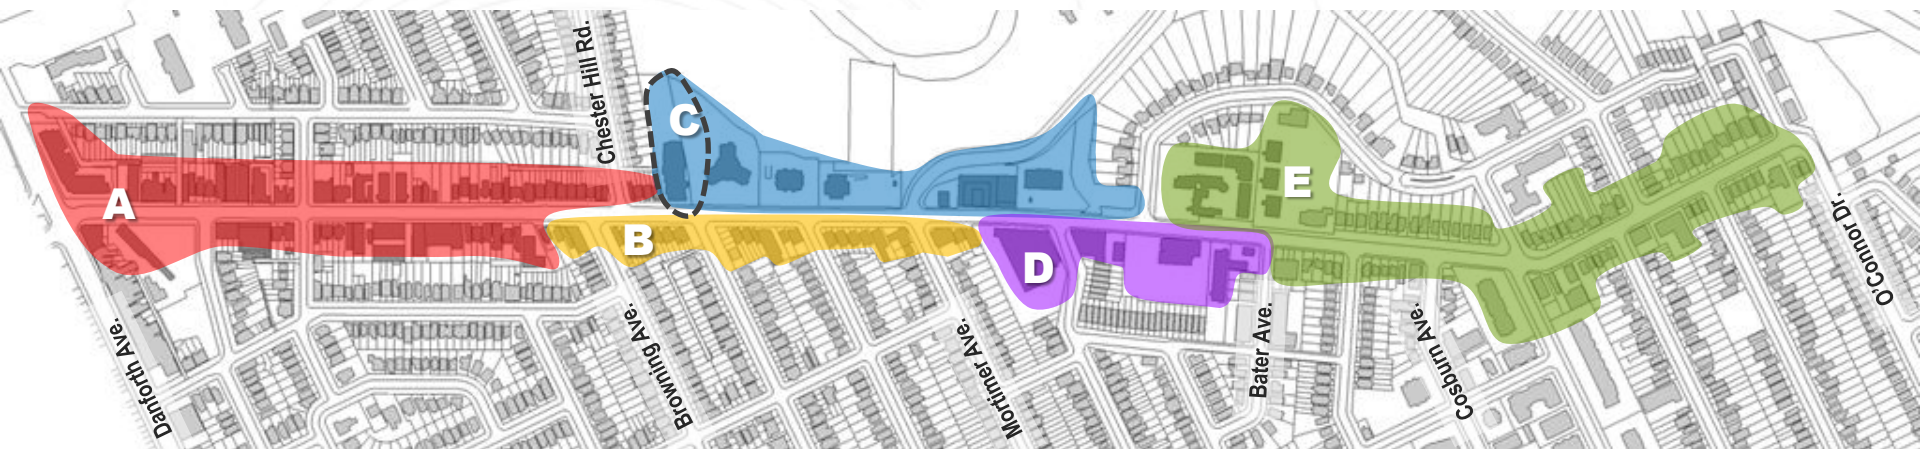 Chester Hill Rd.
A
B
C
D
E
Danforth Ave.
Browning Ave.
Mortimer Ave.
Bater Ave.
Cosburn Ave.
O'Connor Dr.